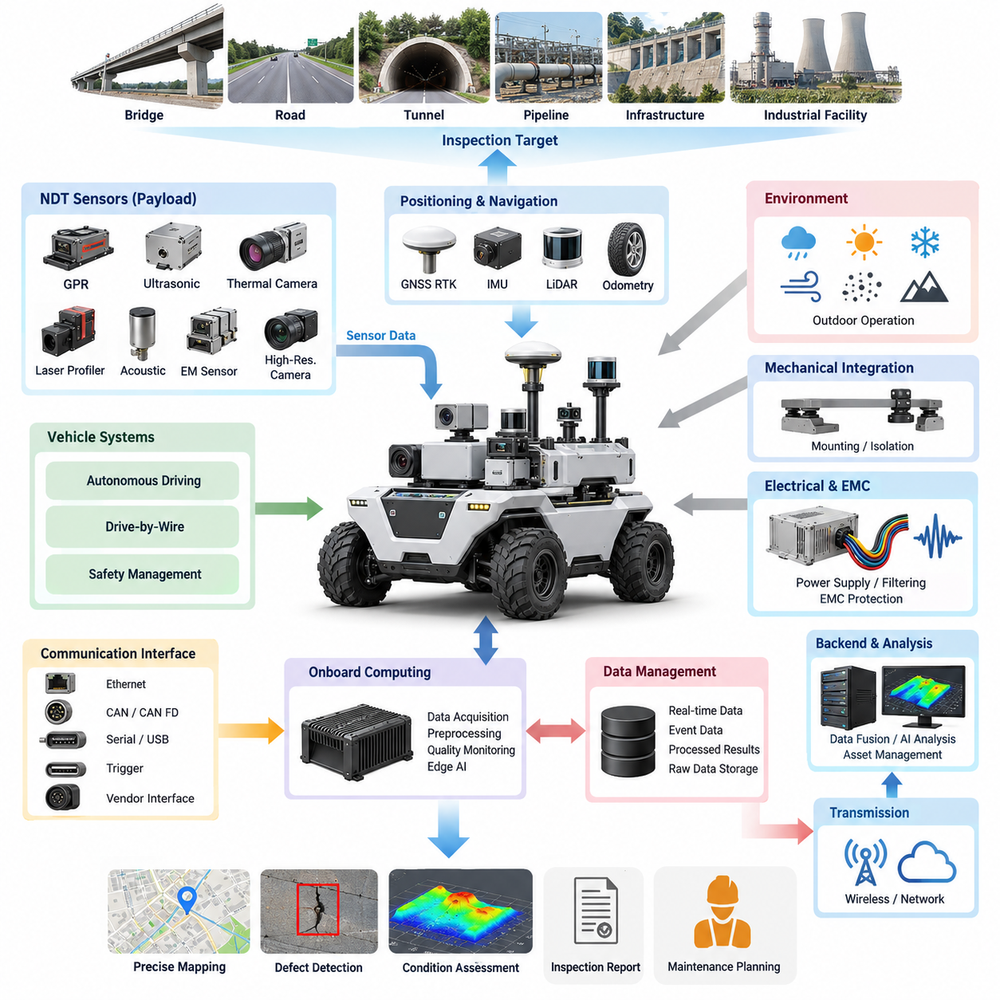 Bridge
Road
Tunnel
Pipeline
Infrastructure
Industrial Facility
Inspection Target
NDT Sensors (Payload)
GPR
Ultrasonic
Thermal Camera
Laser Profiler
Acoustic
EM Sensor
High-Res.
Camera
Sensor Data
Positioning & Navigation
GNSS RTK
IMU
LiDAR
Odometry
Environment
Outdoor Operation
Mechanical Integration
Mounting / Isolation
Electrical & EMC
Power Supply / Filtering
EMC Protection
Vehicle Systems
Autonomous Driving
Drive-by-Wire
Safety Management
Communication Interface
Ethernet
CAN / CAN FD
Serial / USB
Trigger
Vendor Interface
Onboard Computing
Data Acquisition
Preprocessing
Quality Monitoring
Edge AI
Data Management
Real-time Data
Event Data
Processed Results
Raw Data Storage
Backend & Analysis
Data Fusion / AI Analysis
Asset Management
Transmission
Wireless / Network
Precise Mapping
Defect Detection
Condition Assessment
Inspection Report
Maintenance Planning